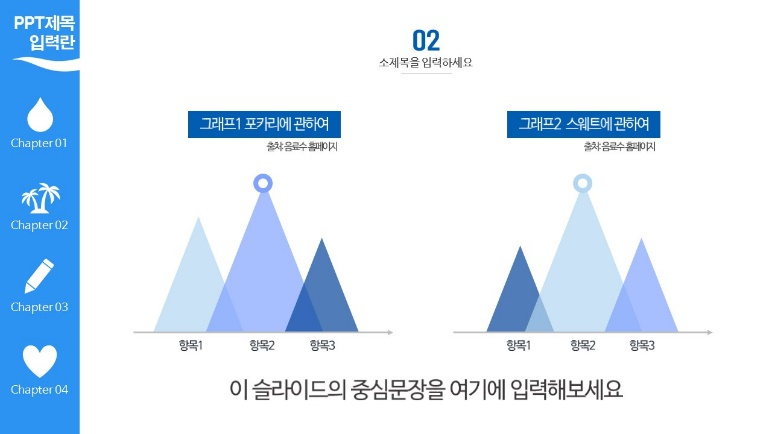 PPT제목
입력란
Chapter 01
Chapter 02
Chapter 03
Chapter 04
02
소제목을 입력하세요
그래프1 포카리에 관하여
출처: 음료수 홈페이지
항목1 항목2 항목3
그래프2 스웨트에 관하여
출처: 음료수 홈페이지
항목1 항목2 항목3
이 슬라이드의 중심문장을 여기에 입력해보세요